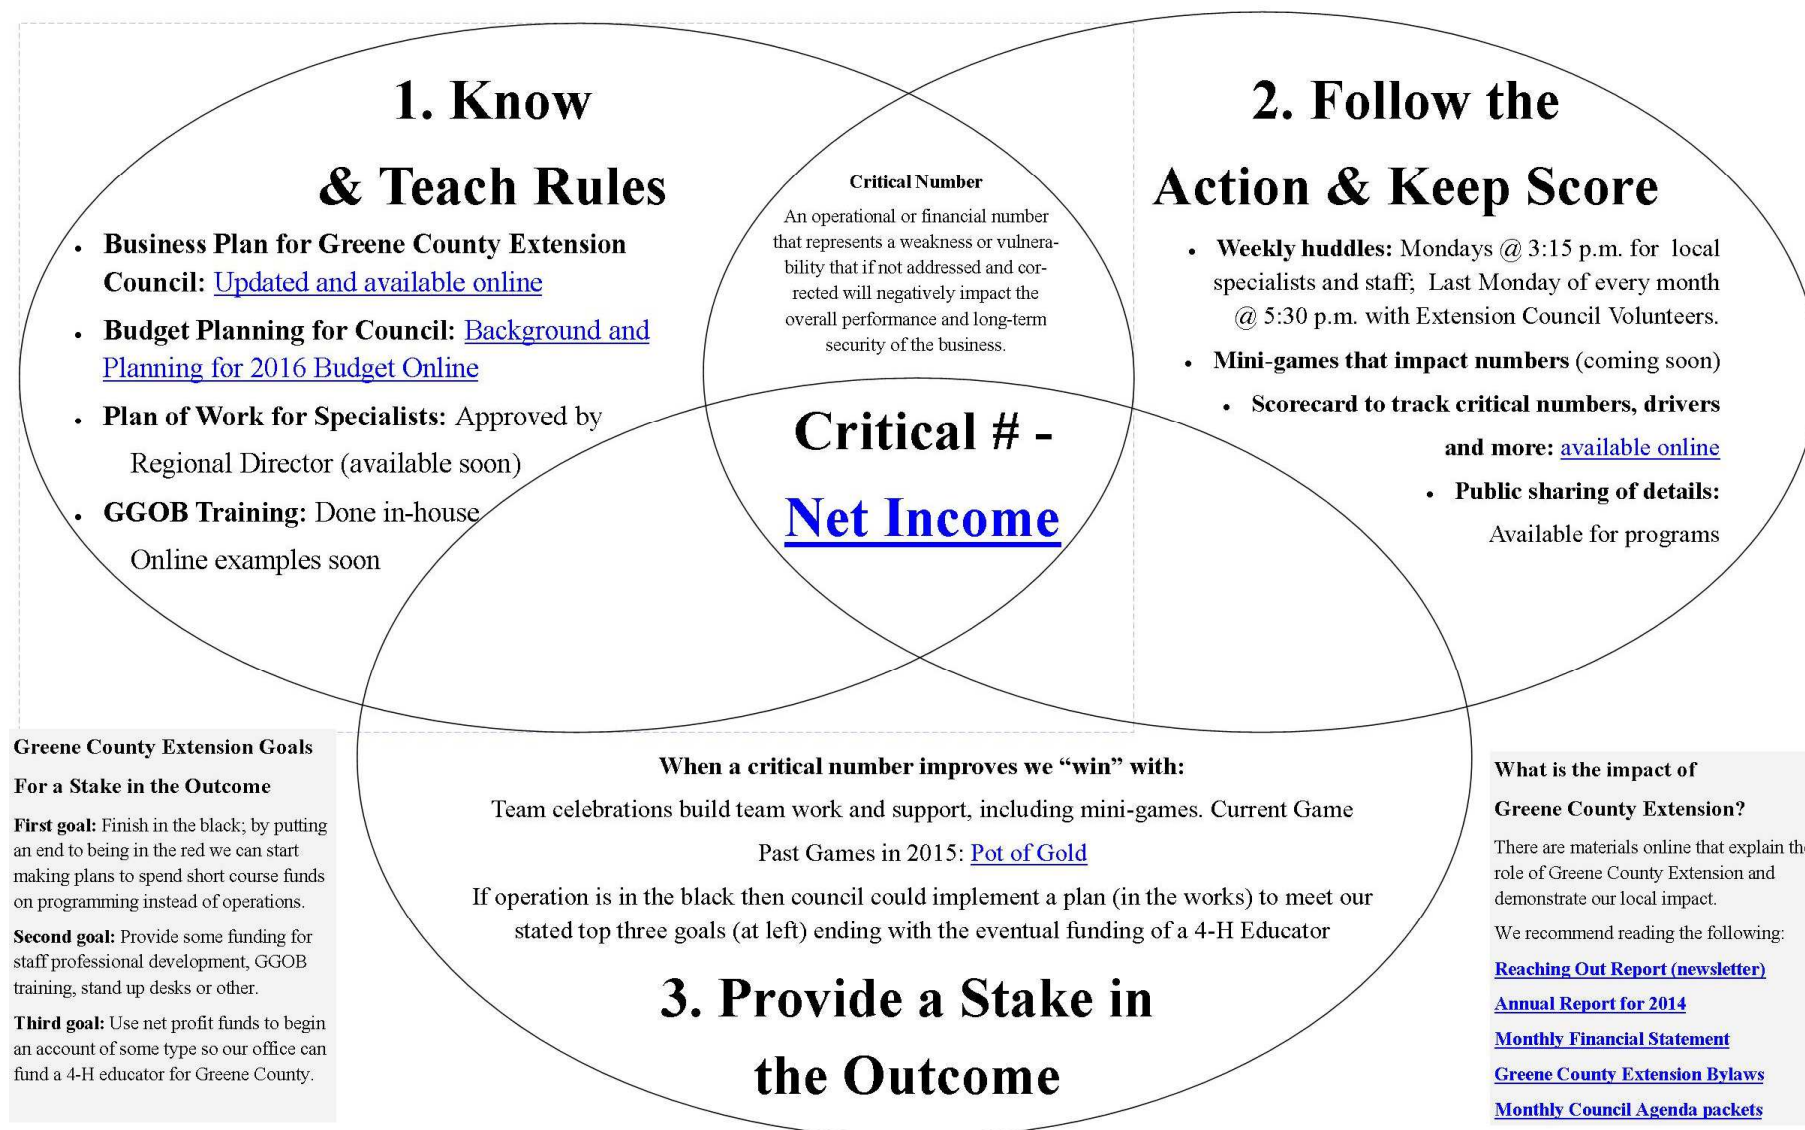 1. Know
& Teach Rules
• Business Plan for Greene County Extension
Council: Updated and available online
• Budget Planning for Council: Background and
Planning for 2016 Budget Online
• Plan of Work for Specialists: Approved by
Regional Director (available soon)
• GGOB Training: Done in-house
Online examples soon
Critical Number
An operational or financial number
that represents a weakness or vulnera-
bility that if not addressed and cor-
rected will negatively impact the
overall performance and long-term
security of the business.
Critical # -
Net Income
2. Follow the
Action & Keep Score
• Weekly huddles: Mondays @ 3:15 p.m. for local
specialists and staff; Last Monday of every month
@ 5:30 p.m. with Extension Council Volunteers.
• Mini-games that impact numbers (coming soon)
• Scorecard to track critical numbers, drivers
and more: available online
• Public sharing of details:
Available for programs
Greene County Extension Goals
For a Stake in the Outcome
First goal: Finish in the black; by putting
an end to being in the red we can start
making plans to spend short course funds
on programming instead of operations.
Second goal: Provide some funding for
staff professional development, GGOB
training, stand up desks or other.
Third goal: Use net profit funds to begin
an account of some type so our office can
fund a 4-H educator for Greene County.
When a critical number improves we “win” with:
Team celebrations build team work and support, including mini-games. Current Game
Past Games in 2015: Pot of Gold
If operation is in the black then council could implement a plan (in the works) to meet our
stated top three goals (at left) ending with the eventual funding of a 4-H Educator
3. Provide a Stake in
the Outcome
What is the impact of
Greene County Extension?
There are materials online that explain the
role of Greene County Extension and
demonstrate our local impact.
We recommend reading the following:
Reaching Out Report (newsletter)
Annual Report for 2014
Monthly Financial Statement
Greene County Extension Bylaws
Monthly Council Agenda packets